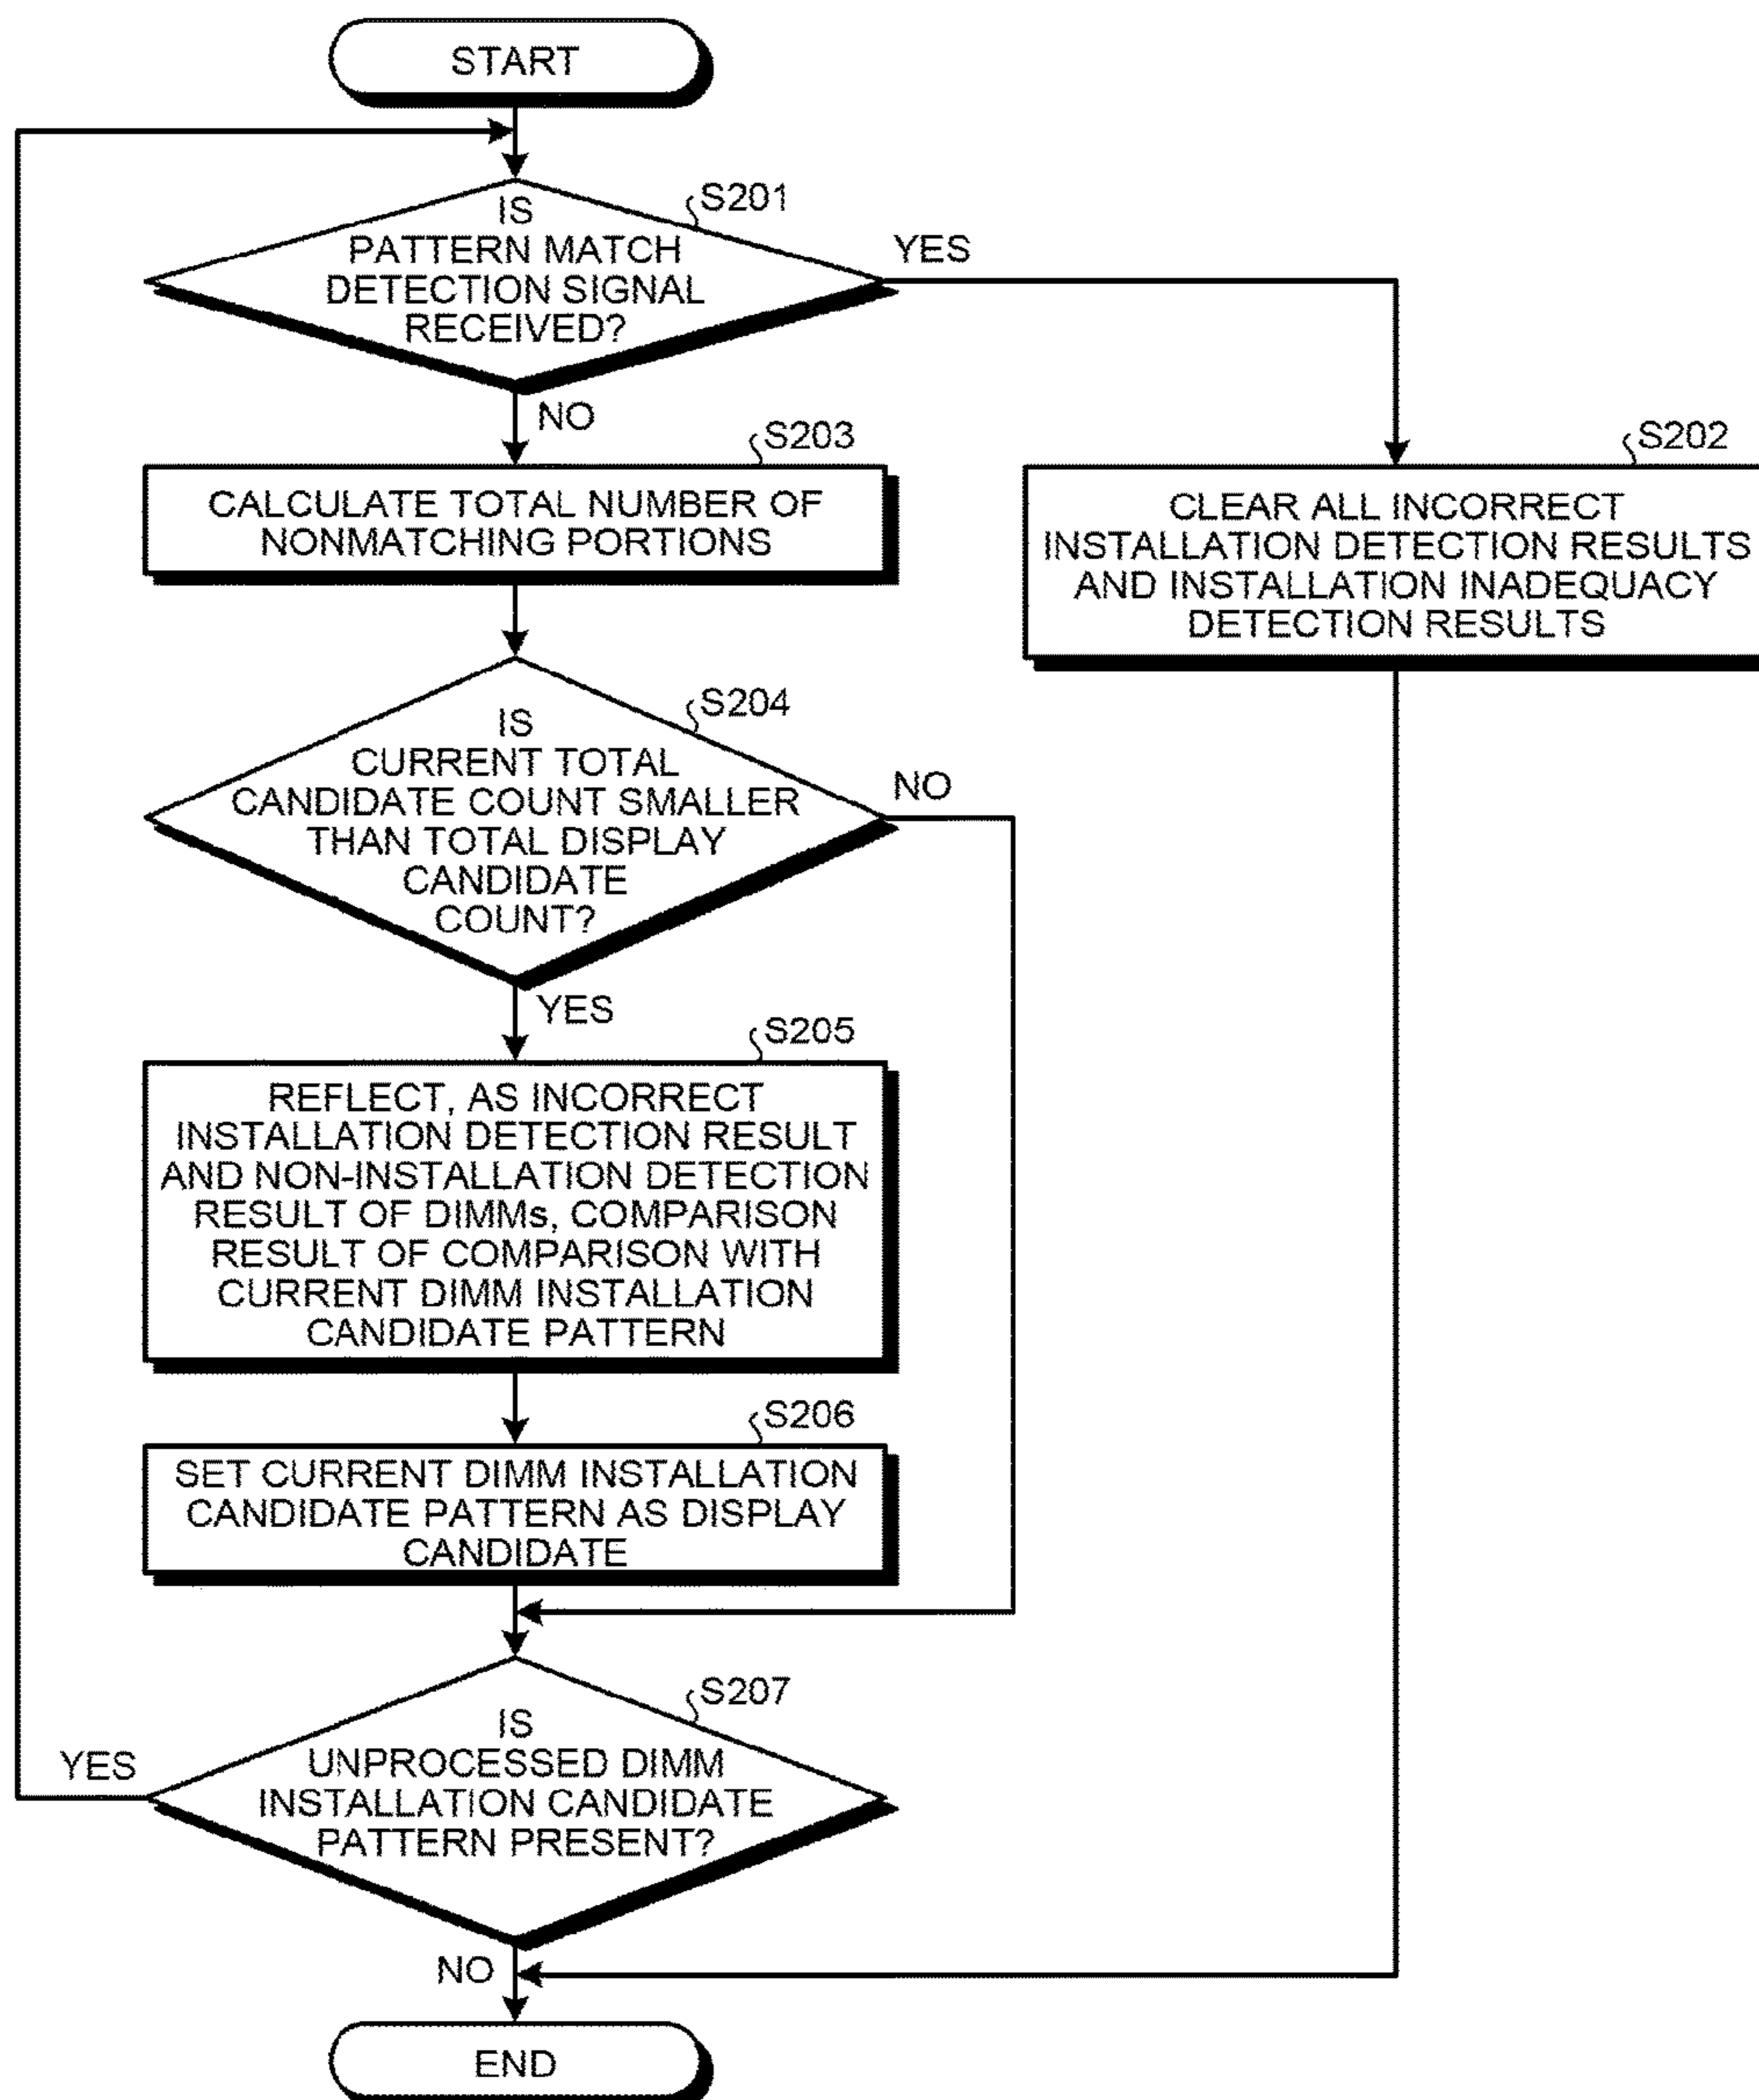 START
S201
IS
PATTERN MATCH
DETECTION SIGNAL
RECEIVED?
YES
NO
S203
CALCULATE TOTAL NUMBER OF
NONMATCHING PORTIONS
S202
CLEAR ALL INCORRECT
INSTALLATION DETECTION RESULTS
AND INSTALLATION INADEQUACY
DETECTION RESULTS
S204
IS
CURRENT TOTAL
CANDIDATE COUNT SMALLER
THAN TOTAL DISPLAY
CANDIDATE
COUNT?
NO
YES
S205
REFLECT, AS INCORRECT
INSTALLATION DETECTION RESULT
AND NON-INSTALLATION DETECTION
RESULT OF DIMMs, COMPARISON
RESULT OF COMPARISON WITH
CURRENT DIMM INSTALLATION
CANDIDATE PATTERN
S206
SET CURRENT DIMM INSTALLATION
CANDIDATE PATTERN AS DISPLAY
CANDIDATE
S207
IS
UNPROCESSED DIMM
INSTALLATION CANDIDATE
PATTERN PRESENT?
YES
NO
END